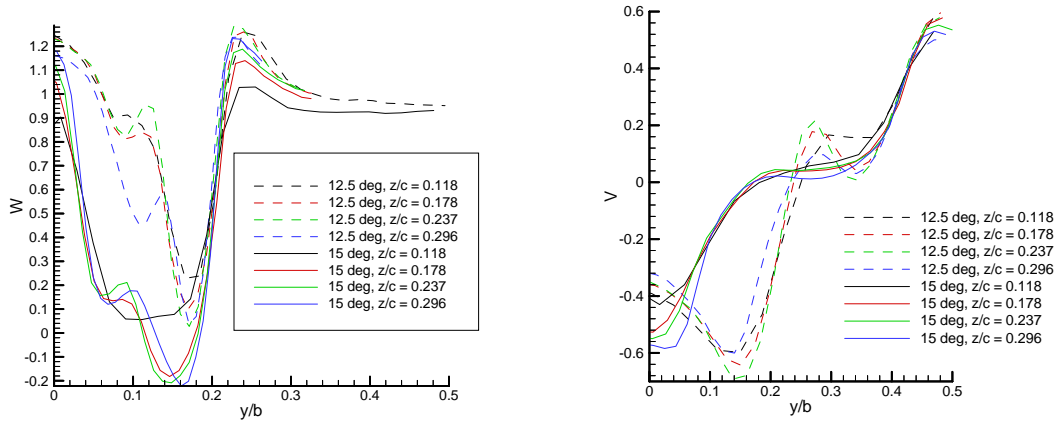 1.2
1.1
1
0.9
0.8
0.7
0.6
0.5
0.4
0.3
0.2
0.1
0
-0.1
-0.2
W
0
0.1
0.2
0.3
0.4
0.5
y/b
12.5 deg, z/c = 0.118
12.5 deg, z/c = 0.178
12.5 deg, z/c = 0.237
12.5 deg, z/c = 0.296
15 deg, z/c = 0.118
15 deg, z/c = 0.178
15 deg, z/c = 0.237
15 deg, z/c = 0.296
0.6
0.4
0.2
0
-0.2
-0.4
-0.6
V
0
0.1
0.2
0.3
0.4
0.5
y/b
12.5 deg, z/c = 0.118
12.5 deg, z/c = 0.178
12.5 deg, z/c = 0.237
12.5 deg, z/c = 0.296
15 deg, z/c = 0.118
15 deg, z/c = 0.178
15 deg, z/c = 0.237
15 deg, z/c = 0.296